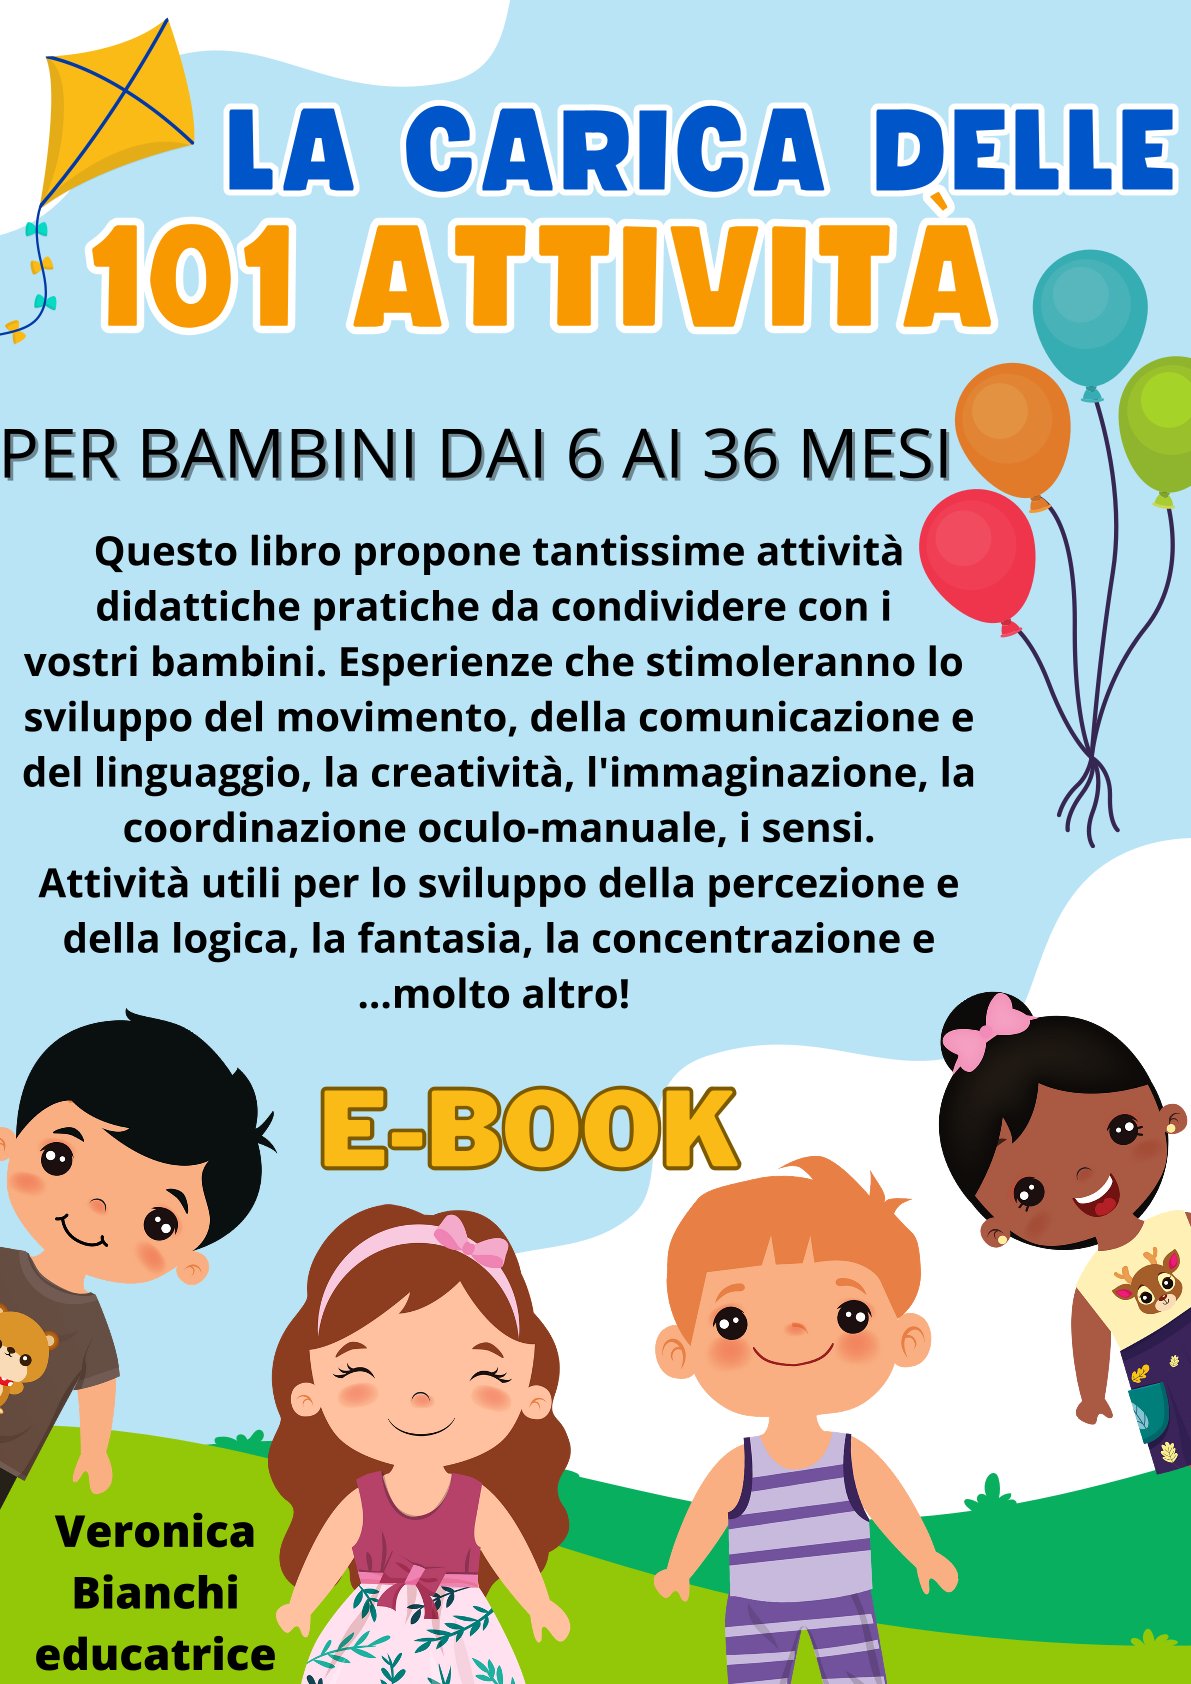 LA CARICA DELLE
101 ATTIVITÀ
PER BAMBINI DAI 6 AI 36 MESI
Questo libro propone tantissime attività
didattiche pratiche da condividere con i
vostri bambini. Esperienze che stimoleranno lo
sviluppo del movimento, della comunicazione e
del linguaggio, la creatività, l'immaginazione, la
coordinazione oculo-manuale, i sensi.
Attività utili per lo sviluppo della percezione e
della logica, la fantasia, la concentrazione e
...molto altro!
E-BOOK
Veronica
Bianchi
educatrice